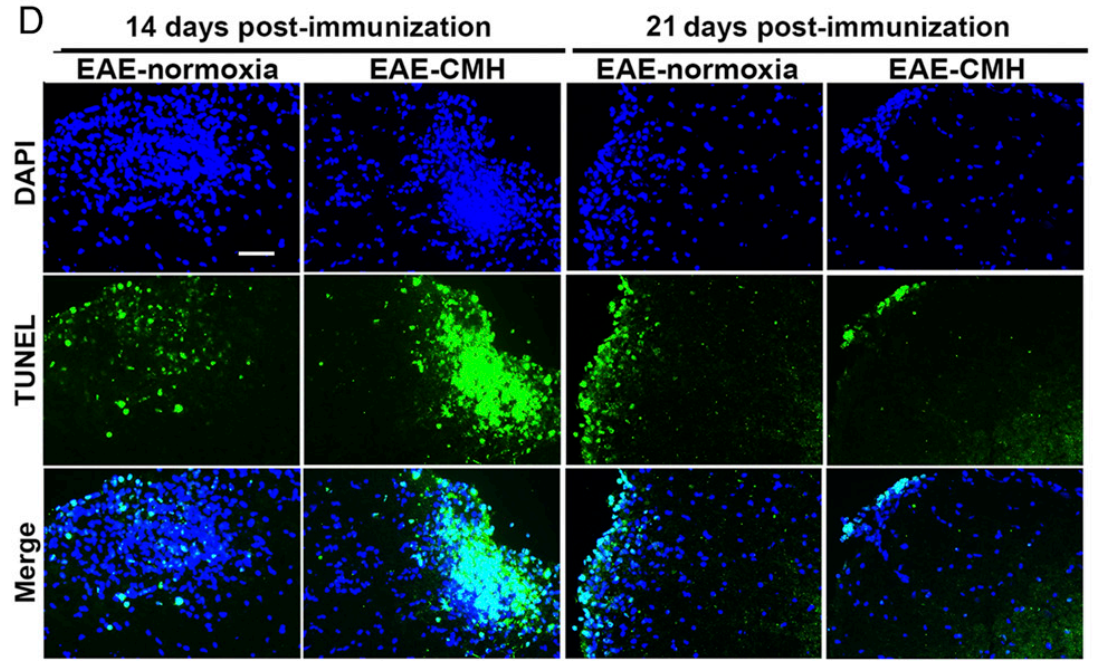 D
14 days post-immunization
21 days post-immunization
EAE-normoxia
EAE-CMH
EAE-normoxia
EAE-CMH
DAPI
TUNEL
Merge